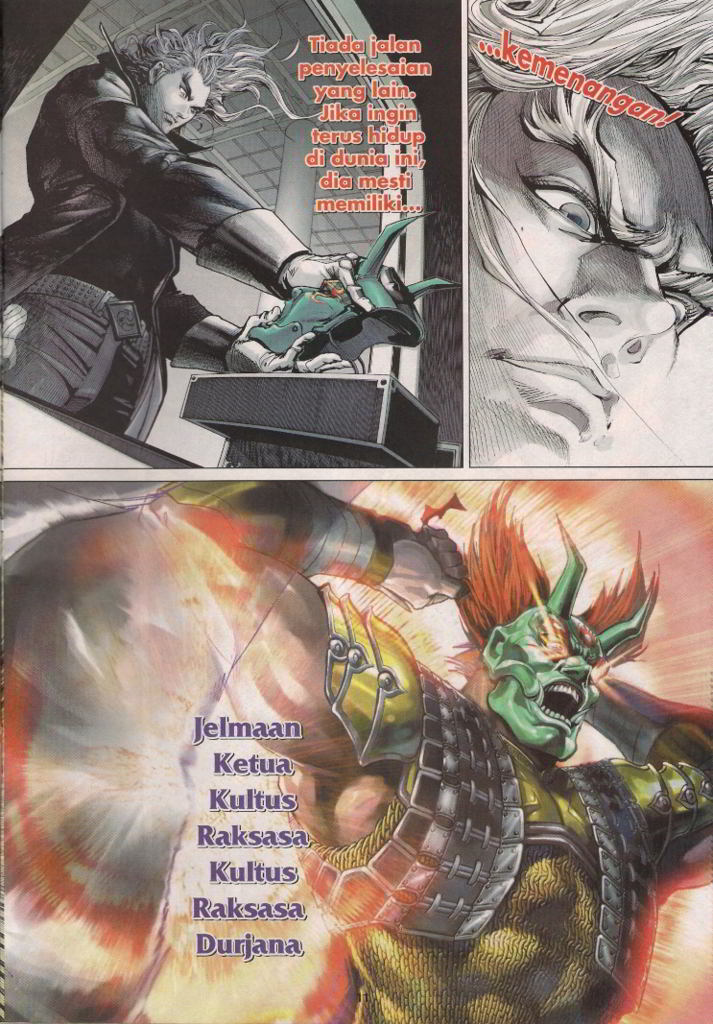 Tiada jalan
penyelesaian
yang lain.
Jika ingin
terus hidup
di dunia ini,
dia mesti
memiliki...
...kemenangan!
Jelmaan
Ketua
Kultus
Raksasa
Kultus
Raksasa
Durjana
11